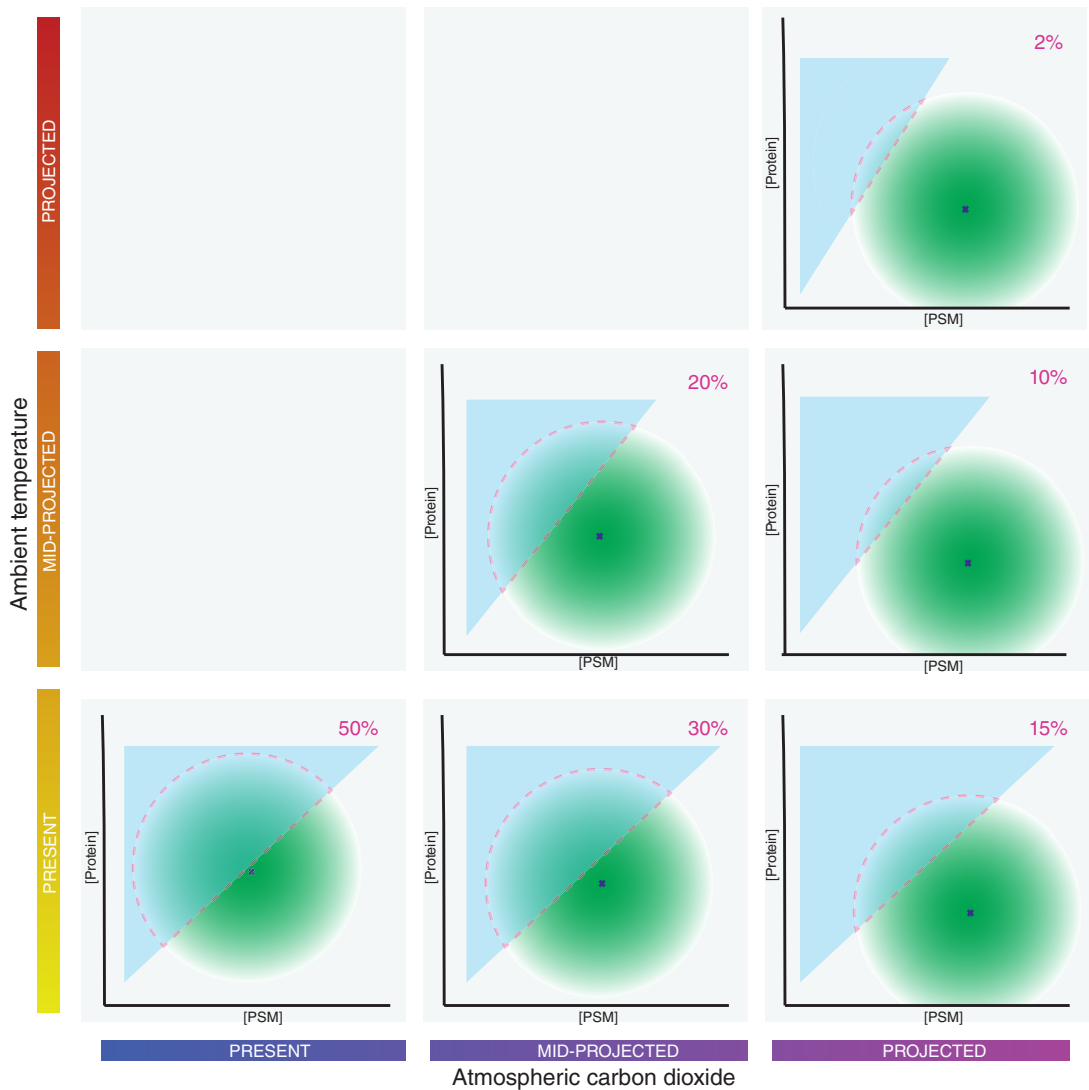 Ambient temperature
PROJECTED
2%
[Protein]
[PSM]
MID-PROJECTED
20%
[Protein]
[PSM]
10%
[Protein]
[PSM]
PRESENT
50%
[Protein]
[PSM]
30%
[Protein]
[PSM]
15%
[Protein]
[PSM]
PRESENT
MID-PROJECTED
PROJECTED
Atmospheric carbon dioxide